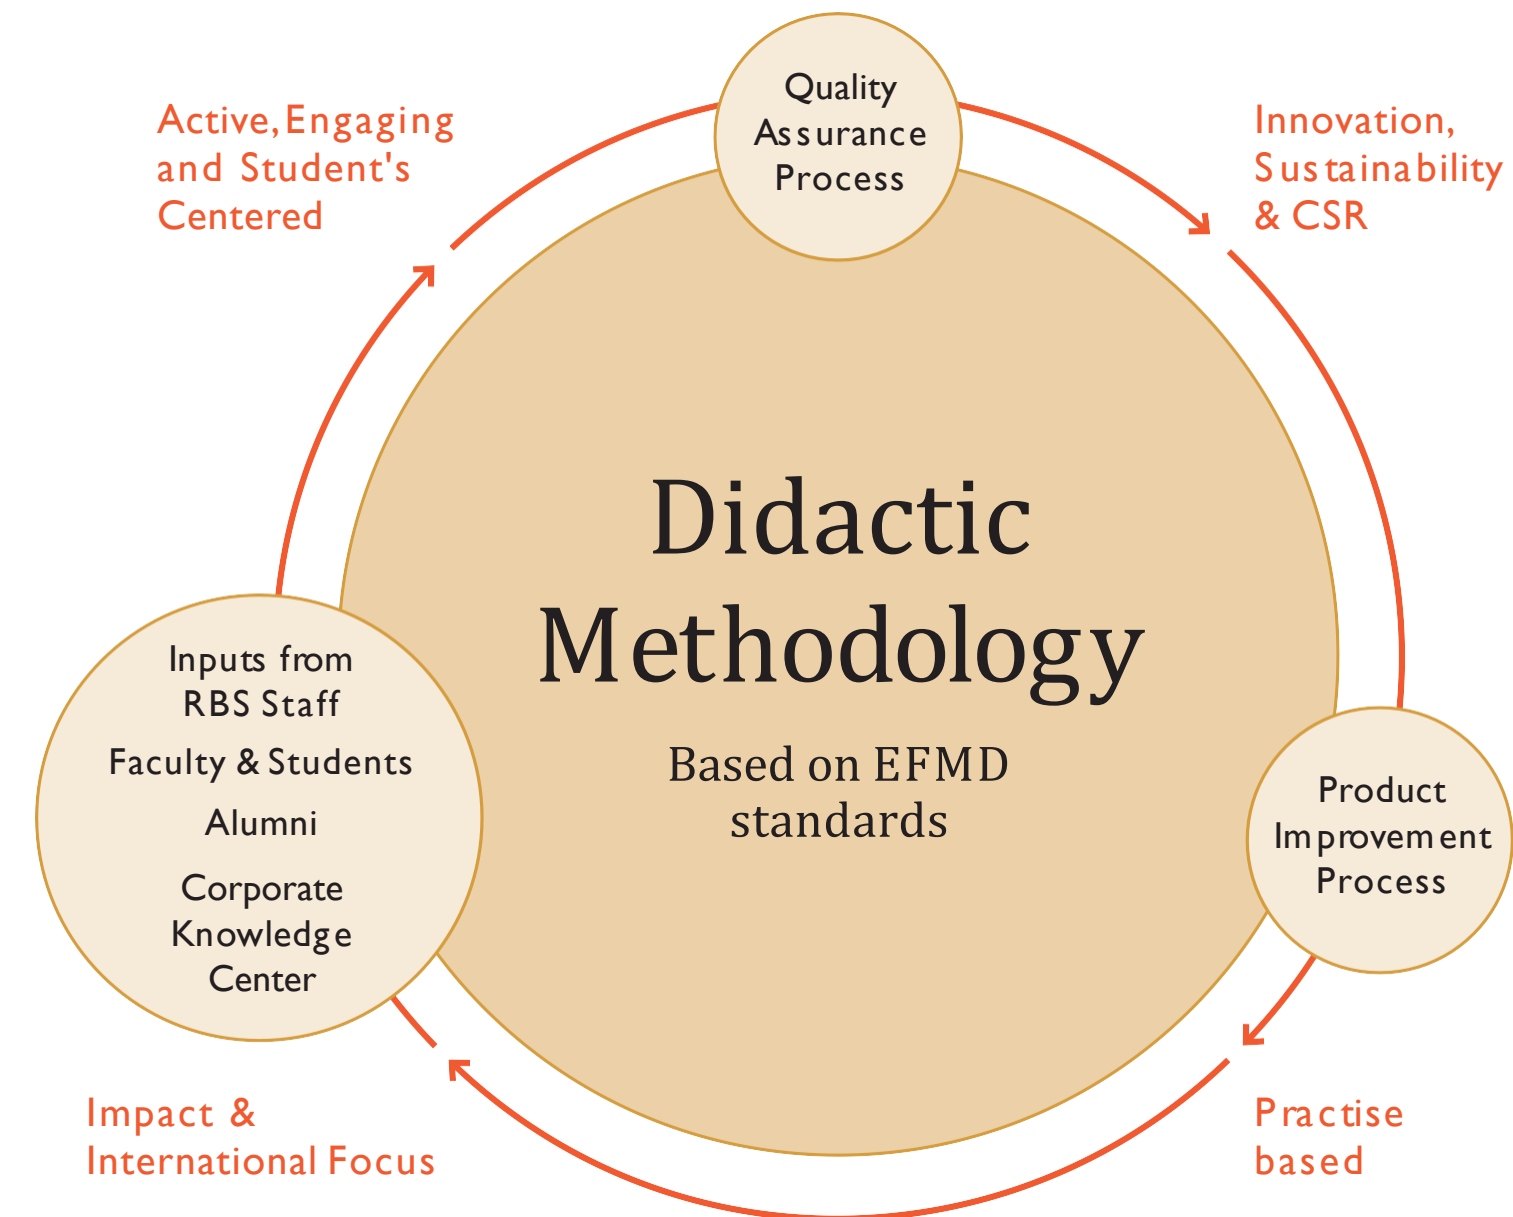 Quality
Assurance
Process
Active, Engaging
and Student's
Centered
Innovation,
Sustainability
& CSR
Didactic
Methodology
Based on EFMD
standards
Inputs from
RBS Staff
Faculty & Students
Alumni
Corporate
Knowledge
Center
Product
Improvement
Process
Impact &
International Focus
Practise
based